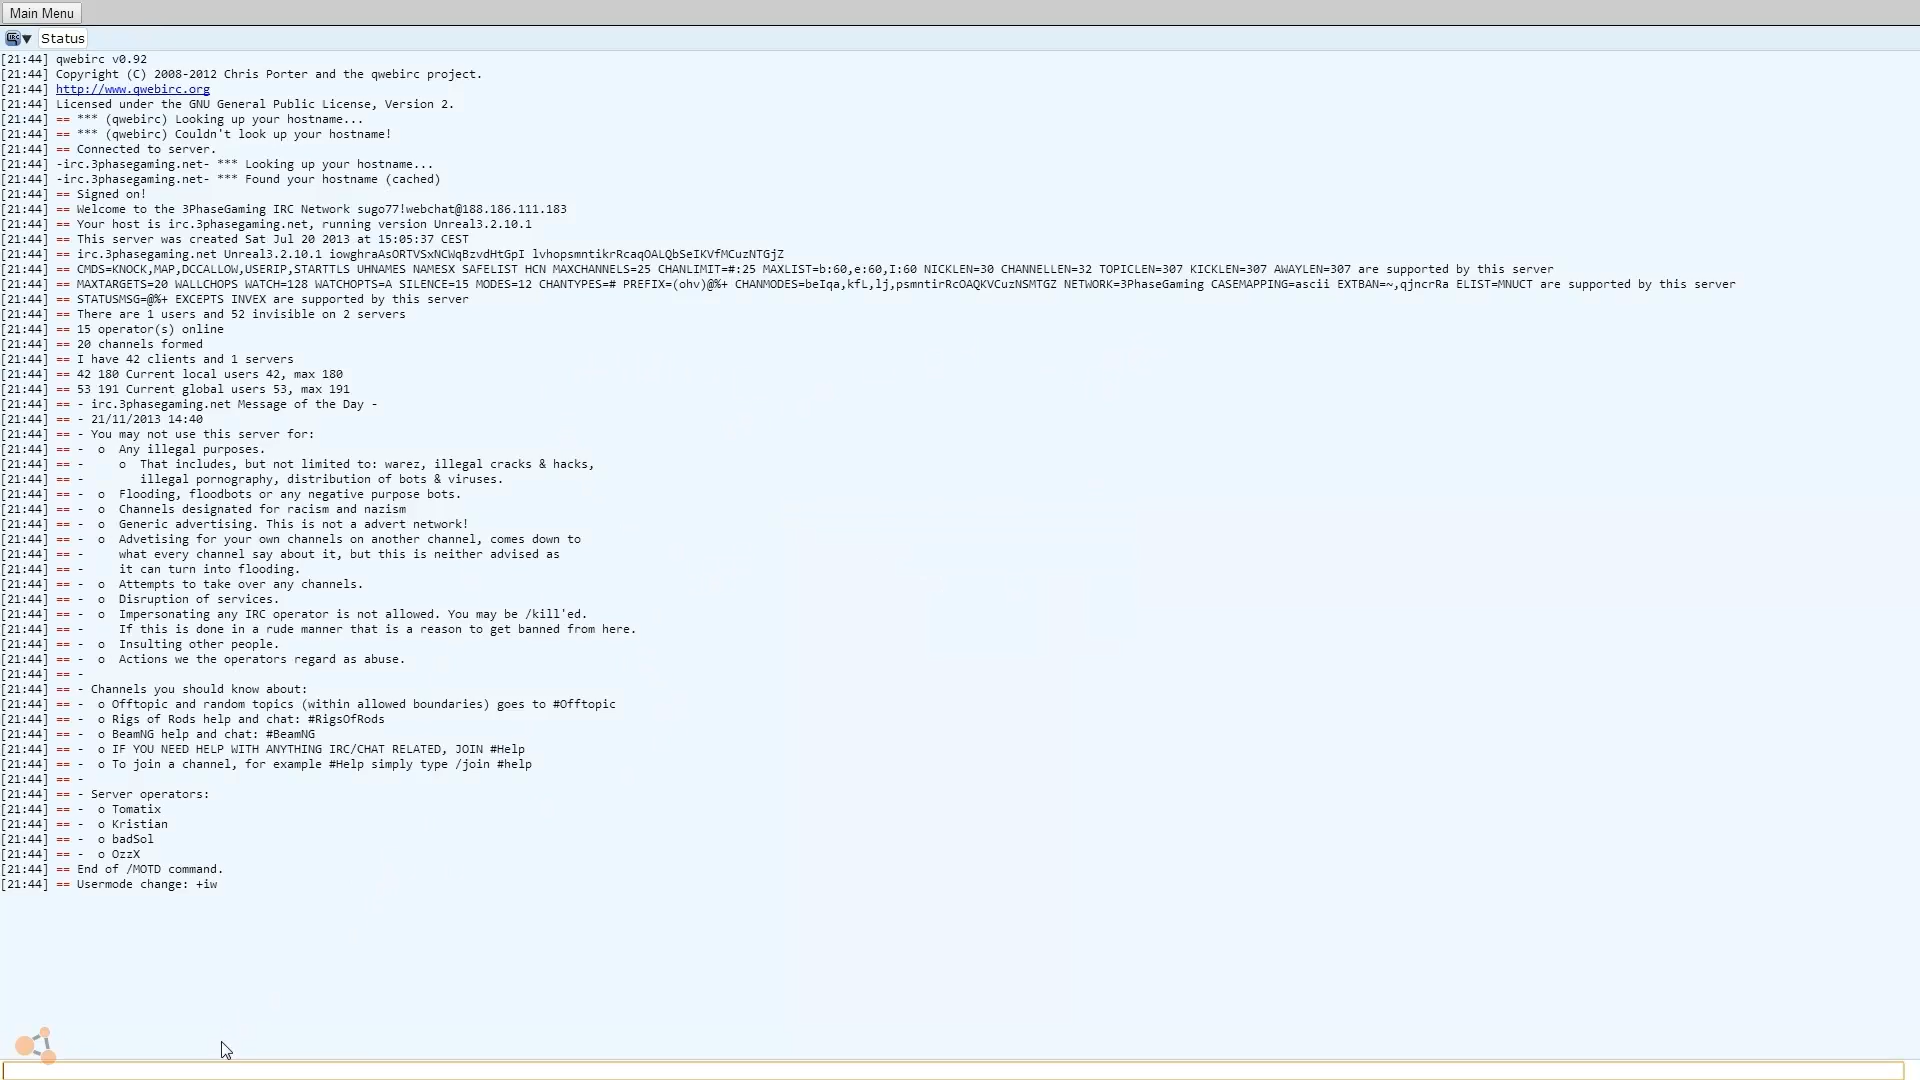 Main Menu
Status
[21:44] qwebirc v0.92
[21:44] Copyright (C) 2008-2012 Chris Porter and the qwebirc project.
[21:44] http://www.qwebirc.org
[21:44] Licensed under the GNU General Public License, Version 2.
[21:44] == *** (qwebirc) Looking up your hostname...
[21:44] == *** (qwebirc) Couldn't look up your hostname!
[21:44] == Connected to server.
[21:44] -irc.3phasegaming.net- *** Looking up your hostname...
[21:44] -irc.3phasegaming.net- *** Found your hostname (cached)
[21:44] == Signed on!
[21:44] == Welcome to the 3PhaseGaming IRC Network sugo77!webchat@188.186.111.183
[21:44] == Your host is irc.3phasegaming.net, running version Unreal3.2.10.1
[21:44] == This server was created Sat Jul 20 2013 at 15:05:37 CEST
[21:44] == irc.3phasegaming.net Unreal3.2.10.1 iowghraAsORTVSxNCWqBzvdHtGpI lvhopsmntikrRcaqOALQbSeIKVfMCuzNTGjZ
[21:44] == CMDS=KNOCK,MAP,DCCALLOW,USERIP,STARTTLS UHNAMES NAMESX SAFELIST HCN MAXCHANNELS=25 CHANLIMIT=#:25 MAXLIST=b:60,e:60,I:60 NICKLEN=30 CHANNELLEN=32 TOPICLEN=307 KICKLEN=307 AWAYLEN=307 are supported by this server
[21:44] == MAXTARGETS=20 WALLCHOPS WATCH=128 WATCHOPTS=A SILENCE=15 MODES=12 CHANTYPES=# PREFIX=(ohv)@%+ CHANMODES=beIqa,kfL,lj,psmntirRcOAQKVCuzNSMTGZ NETWORK=3PhaseGaming CASEMAPPING=ascii EXTBAN=~,qjncrRa ELIST=MNUCT are supported by this server
[21:44] == STATUSMSG=@%+ EXCEPTS INVEX are supported by this server
[21:44] == There are 1 users and 52 invisible on 2 servers
[21:44] == 15 operator(s) online
[21:44] == 20 channels formed
[21:44] == I have 42 clients and 1 servers
[21:44] == 42 180 Current local users 42, max 180
[21:44] == 53 191 Current global users 53, max 191
[21:44] == - irc.3phasegaming.net Message of the Day -
[21:44] == - 21/11/2013 14:40
[21:44] == - You may not use this server for:
[21:44] == -  o  Any illegal purposes.
[21:44] == -     o  That includes, but not limited to: warez, illegal cracks & hacks,
[21:44] == -        illegal pornography, distribution of bots & viruses.
[21:44] == -  o  Flooding, floodbots or any negative purpose bots.
[21:44] == -  o  Channels designated for racism and nazism
[21:44] == -  o  Generic advertising. This is not a advert network!
[21:44] == -  o  Advetising for your own channels on another channel, comes down to
[21:44] == -     what every channel say about it, but this is neither advised as
[21:44] == -     it can turn into flooding.
[21:44] == -  o  Attempts to take over any channels.
[21:44] == -  o  Disruption of services.
[21:44] == -  o  Impersonating any IRC operator is not allowed. You may be /kill'ed.
[21:44] == -     If this is done in a rude manner that is a reason to get banned from here.
[21:44] == -  o  Insulting other people.
[21:44] == -  o  Actions we the operators regard as abuse.
[21:44] == -
[21:44] == - Channels you should know about:
[21:44] == -  o Offtopic and random topics (within allowed boundaries) goes to #Offtopic
[21:44] == -  o Rigs of Rods help and chat: #RigsOfRods
[21:44] == -  o BeamNG help and chat: #BeamNG
[21:44] == -  o IF YOU NEED HELP WITH ANYTHING IRC/CHAT RELATED, JOIN #Help
[21:44] == -  o To join a channel, for example #Help simply type /join #help
[21:44] == -
[21:44] == - Server operators:
[21:44] == -  o Tomatix
[21:44] == -  o Kristian
[21:44] == -  o badSol
[21:44] == -  o OzzX
[21:44] == End of /MOTD command.
[21:44] == Usermode change: +iw